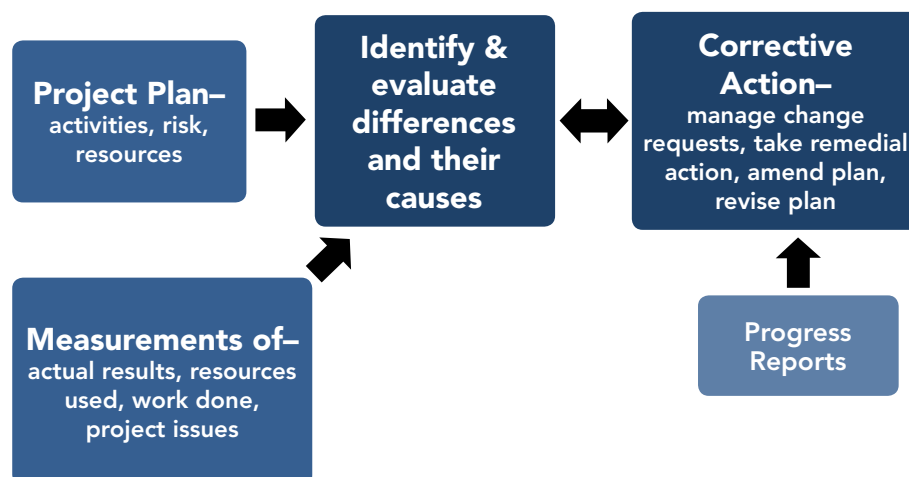 Project Plan–
activities, risk,
resources
Identify &
evaluate
differences
and their
causes
Corrective
Action–
manage change
requests, take remedial
action, amend plan,
revise plan
Measurements of–
actual results, resources
used, work done,
project issues
Progress
Reports